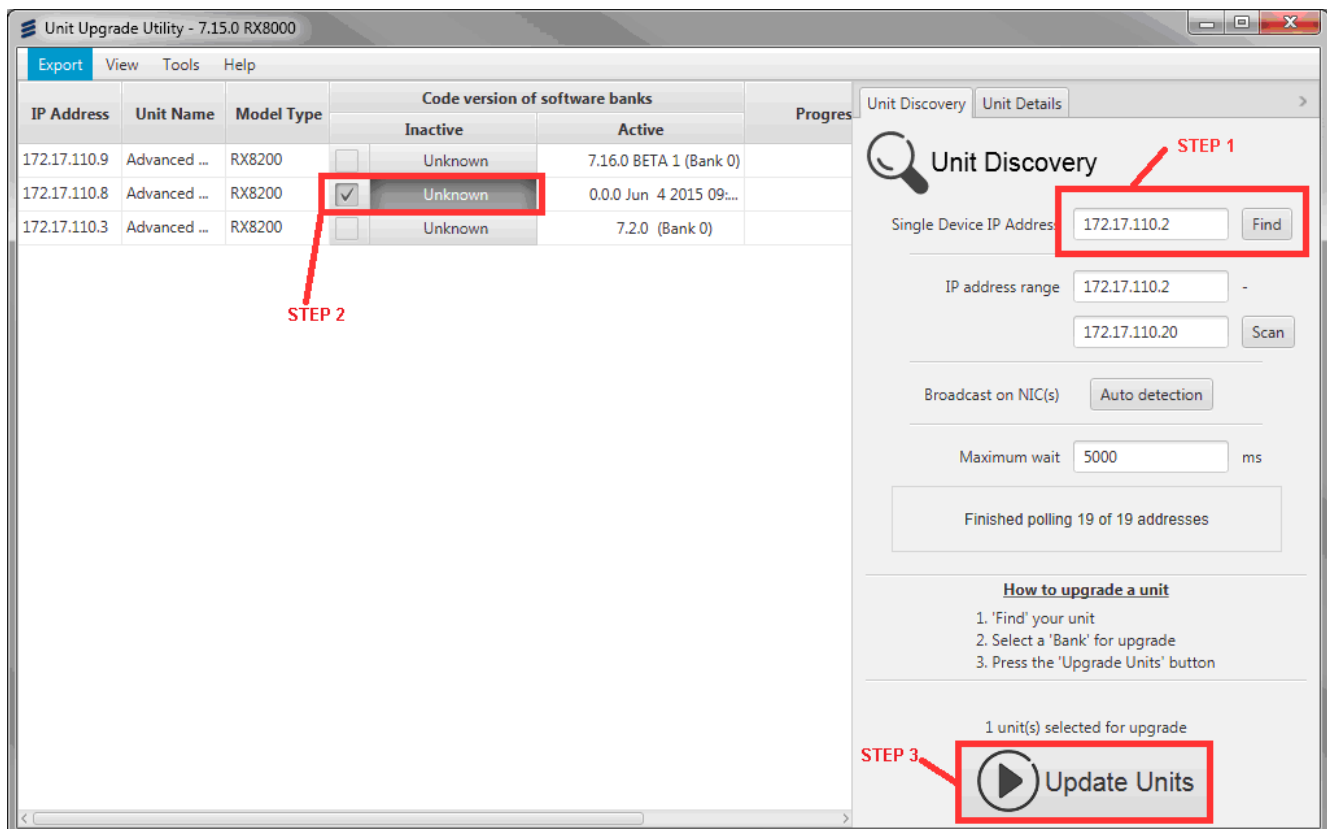 Unit Upgrade Utility - 7.15.0 RX8000
Export View Tools Help
IP Address Unit Name Model Type Code version of software banks Progres
Inactive Active
172.17.110.9 Advanced ... RX8200 Unknown 7.16.0 BETA 1 (Bank 0)
172.17.110.8 Advanced ... RX8200 Unknown 0.0.0 Jun 4 2015 09:...
172.17.110.3 Advanced ... RX8200 Unknown 7.2.0 (Bank 0)
STEP 2
Unit Discovery Unit Details
STEP 1
Unit Discovery
Single Device IP Address 172.17.110.2 Find
IP address range 172.17.110.2 -
172.17.110.20 Scan
Broadcast on NIC(s) Auto detection
Maximum wait 5000 ms
Finished polling 19 of 19 addresses
How to upgrade a unit
1. 'Find' your unit
2. Select a 'Bank' for upgrade
3. Press the 'Upgrade Units' button
1 unit(s) selected for upgrade
STEP 3
Update Units